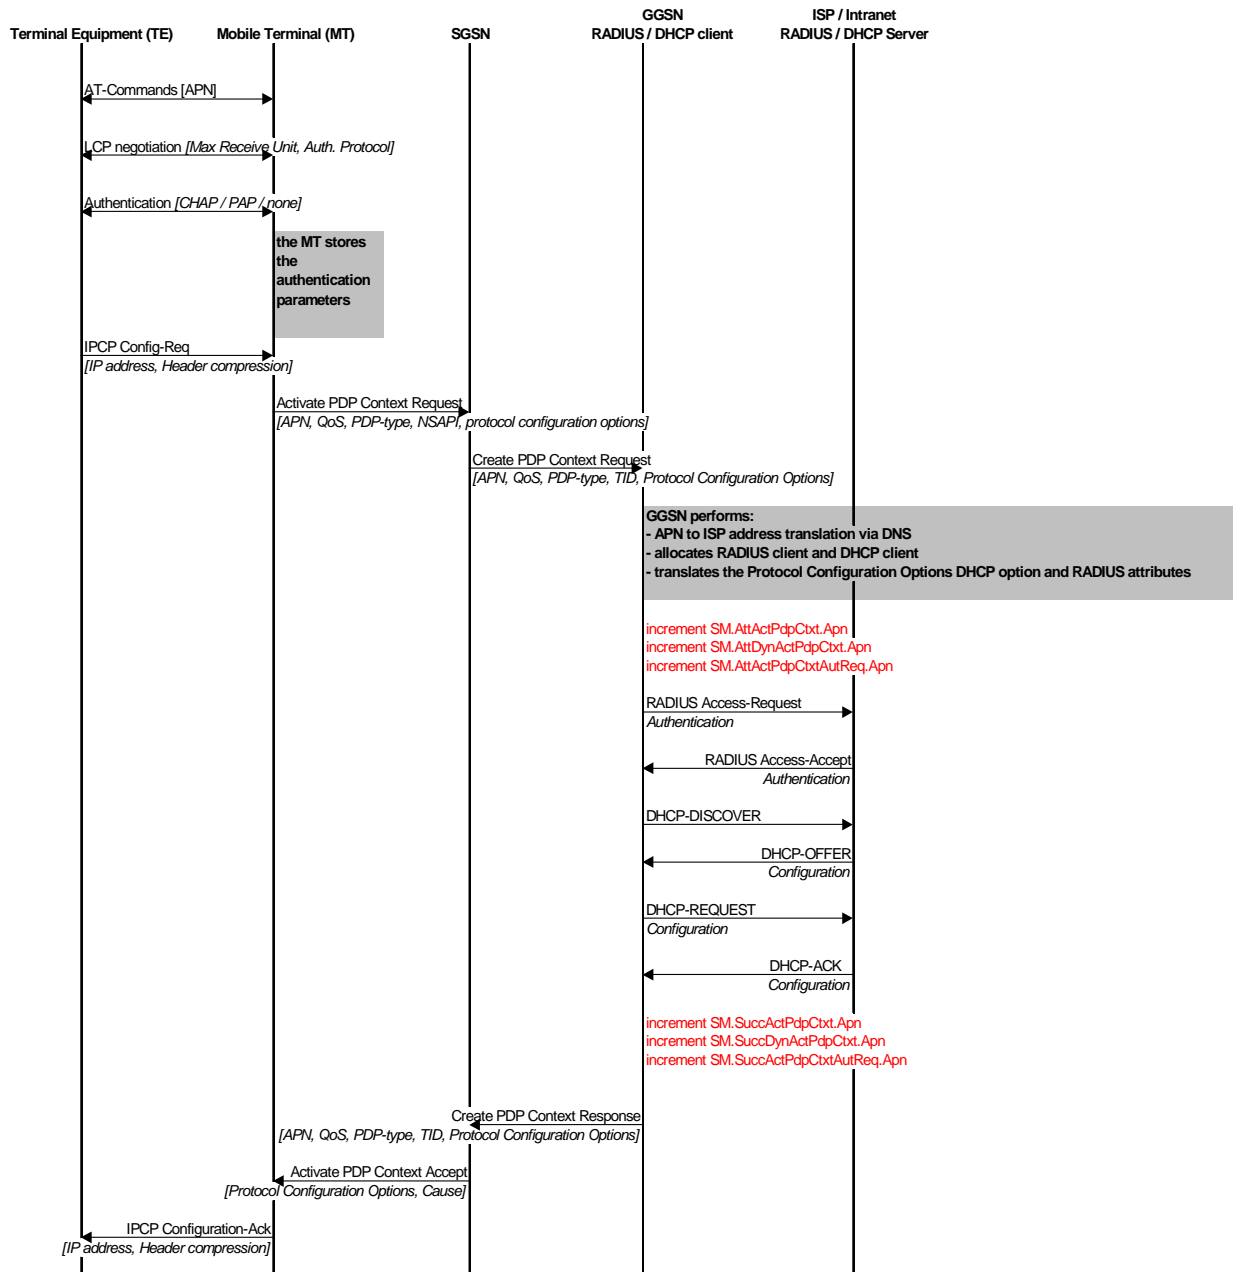 GGSN
ISP / Intranet
Terminal Equipment (TE)
Mobile Terminal (MT)
SGSN
RADIUS / DHCP client
RADIUS / DHCP Server
AT-Commands [APN]
LCP negotiation [Max Receive Unit, Auth. Protocol]
Authentication [CHAP / PAP / none]
the MT stores
the
authentication
parameters
IPCP Config-Req
[IP address, Header compression]
Activate PDP Context Request
[APN, QoS, PDP-type, NSAPI, protocol configuration options]
Create PDP Context Request
[APN, QoS, PDP-type, TID, Protocol Configuration Options]
GGSN performs:
- APN to ISP address translation via DNS
- allocates RADIUS client and DHCP client
- translates the Protocol Configuration Options DHCP option and RADIUS attributes
increment SM.AttActPdpCtxt.Apn
increment SM.AttDynActPdpCtxt.Apn
increment SM.AttActPdpCtxtAutReq.Apn
RADIUS Access-Request
Authentication
RADIUS Access-Accept
Authentication
DHCP-DISCOVER
DHCP-OFFER
Configuration
DHCP-REQUEST
Configuration
DHCP-ACK
Configuration
increment SM.SuccActPdpCtxt.Apn
increment SM.SuccDynActPdpCtxt.Apn
increment SM.SuccActPdpCtxtAutReq.Apn
Create PDP Context Response
[APN, QoS, PDP-type, TID, Protocol Configuration Options]
Activate PDP Context Accept
[Protocol Configuration Options, Cause]
IPCP Configuration-Ack
[IP address, Header compression]